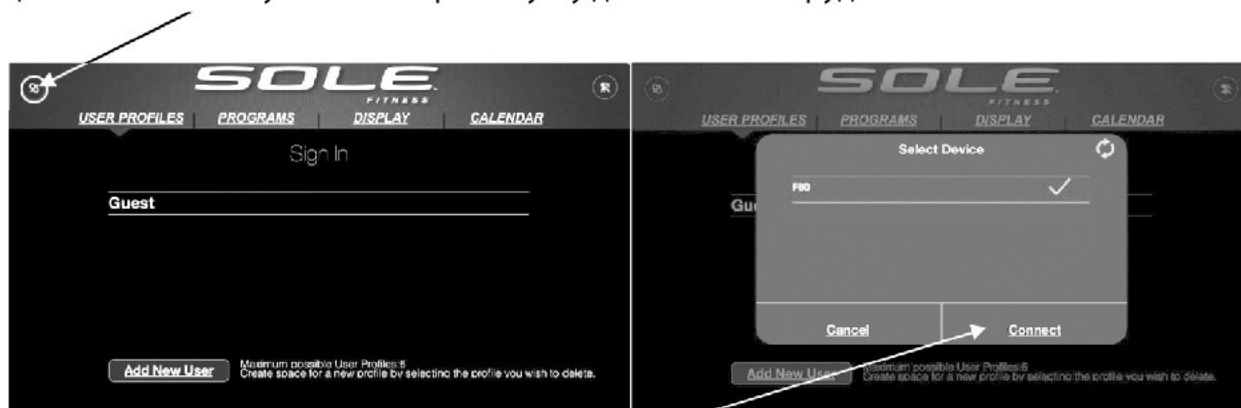 SOLE
FITNESS
USER PROFILES PROGRAMS DISPLAY CALENDAR
Sign In
Guest
Add New User
Maximum possible User Profiles:6
Create space for a new profile by selecting the profile you wish to delete.
SOLE
FITNESS
USER PROFILES PROGRAMS DISPLAY CALENDAR
Select Device
F80
Gue
Cancel Connect
Add New User
Maximum possible User Profiles:6
Create space for a new profile by selecting the profile you wish to delete.